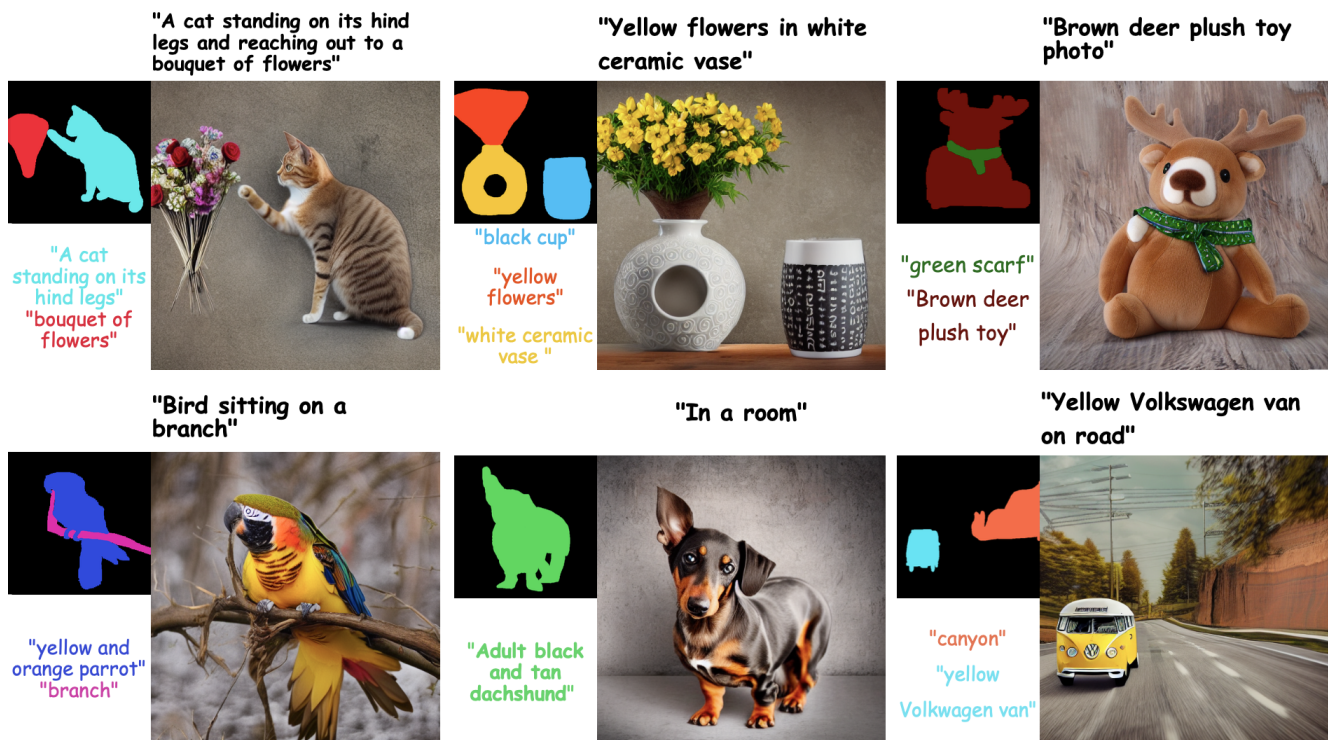 "A cat standing on its hind
legs and reaching out to a
bouquet of flowers"
"A cat
standing on its
hind legs"
"bouquet of
flowers"
"Yellow flowers in white
ceramic vase"
"black cup"
"yellow
flowers"
"white ceramic
vase "
"Brown deer plush toy
photo"
"green scarf"
"Brown deer
plush toy"
"Bird sitting on a
branch"
"yellow and
orange parrot"
"branch"
"In a room"
"Adult black
and tan
dachshund"
"Yellow Volkswagen van
on road"
"canyon"
"yellow
Volkwagen van"